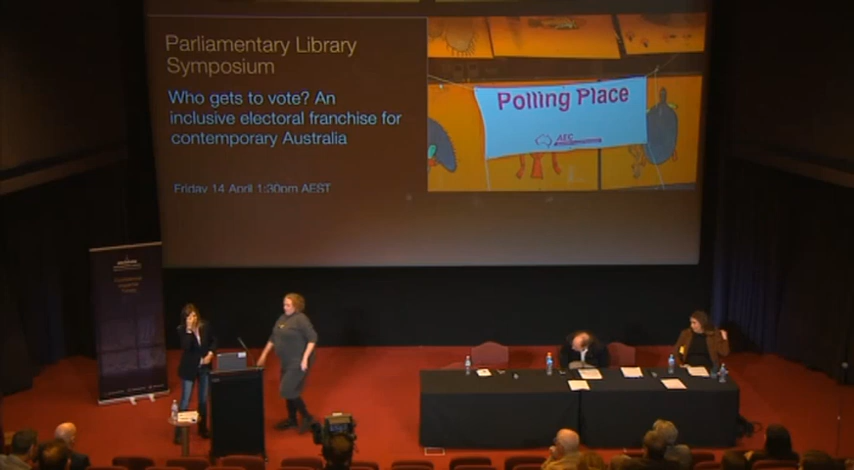 Parliamentary Library
Symposium
Who gets to vote? An
inclusive electoral franchise for
contemporary Australia
Friday 14 April 1:30pm AEST
Polling Place
AEC